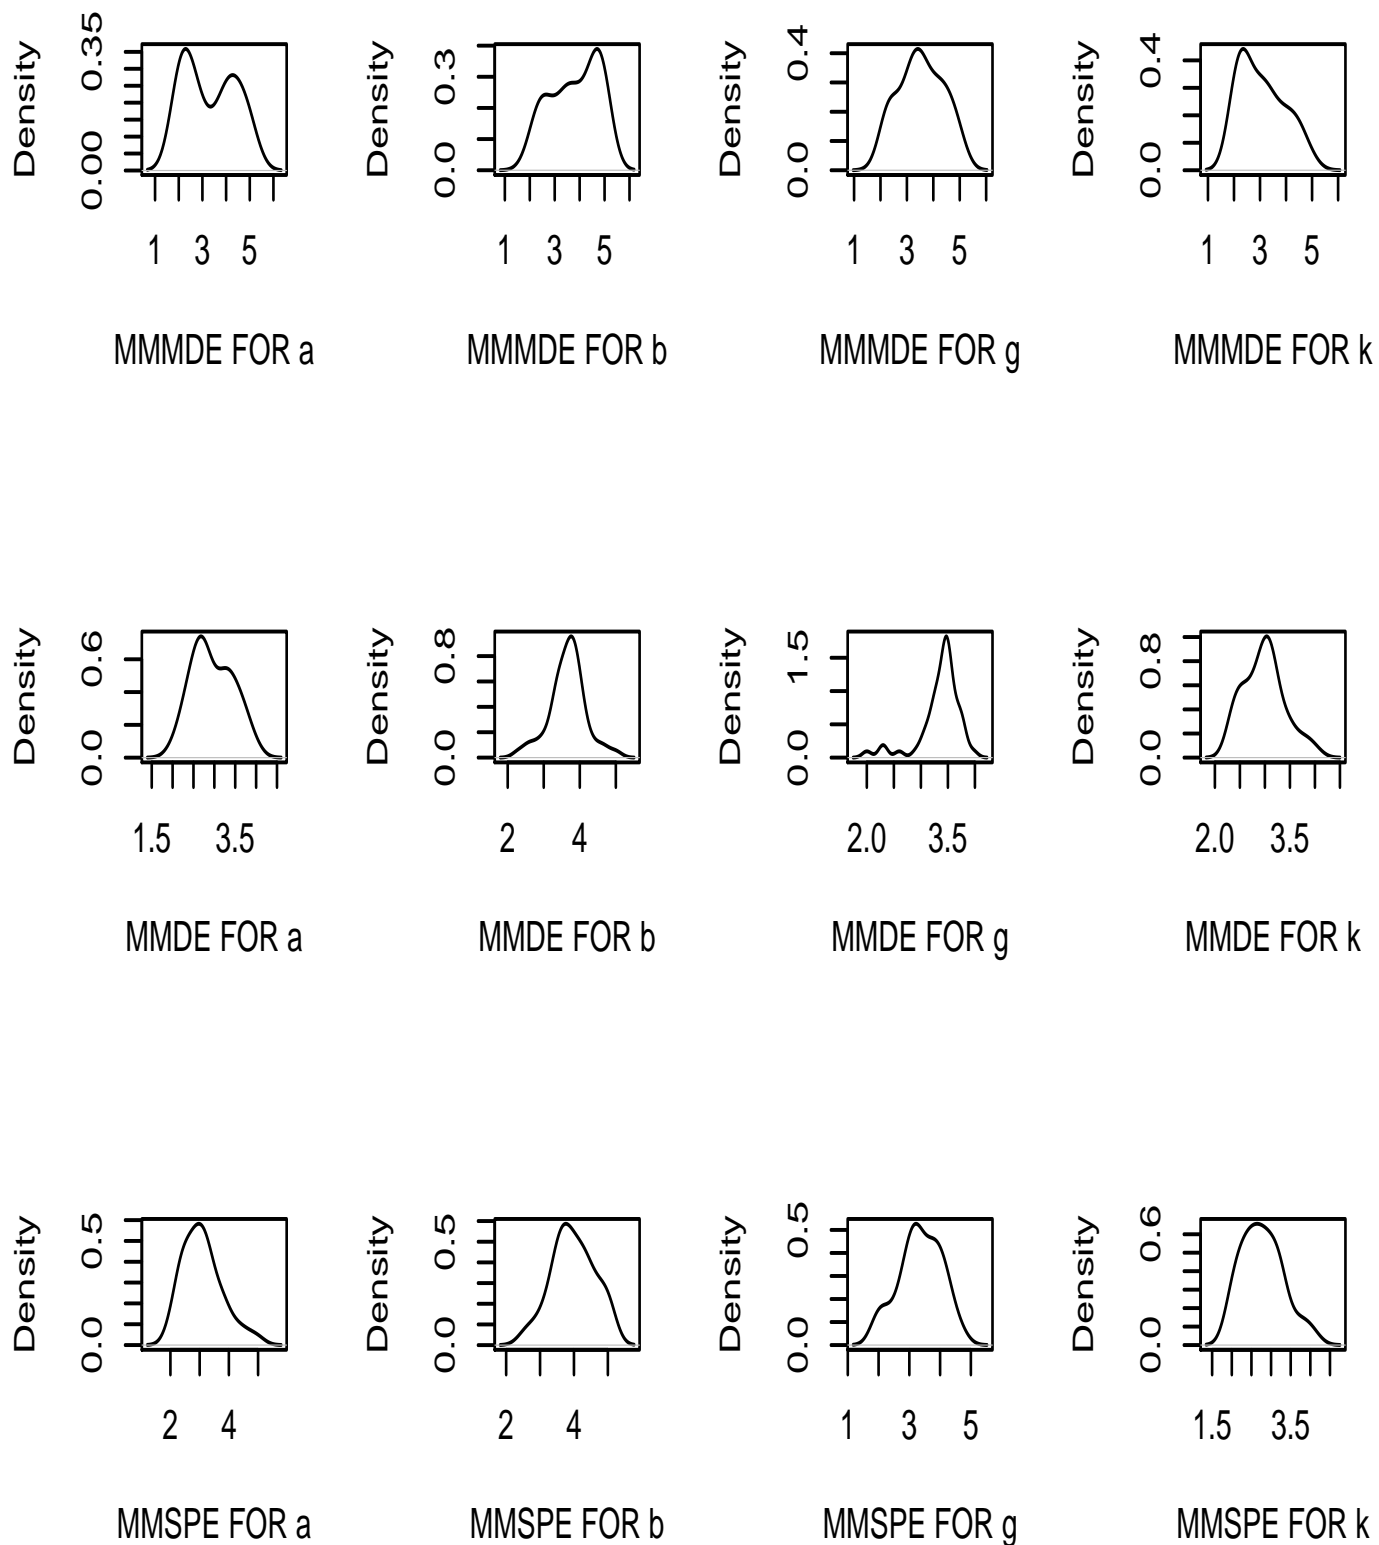 Density 0.00 0.35
1 3 5
MMMDE FOR a
Density 0.0 0.3
1 3 5
MMMDE FOR b
Density 0.0 0.4
1 3 5
MMMDE FOR g
Density 0.0 0.4
1 3 5
MMMDE FOR k
Density 0.0 0.6
1.5 3.5
MMDE FOR a
Density 0.0 0.8
2 4
MMDE FOR b
Density 0.0 1.5
2.0 3.5
MMDE FOR g
Density 0.0 0.8
2.0 3.5
MMDE FOR k
Density 0.0 0.5
2 4
MMSPE FOR a
Density 0.0 0.5
2 4
MMSPE FOR b
Density 0.0 0.5
1 3 5
MMSPE FOR g
Density 0.0 0.6
1.5 3.5
MMSPE FOR k